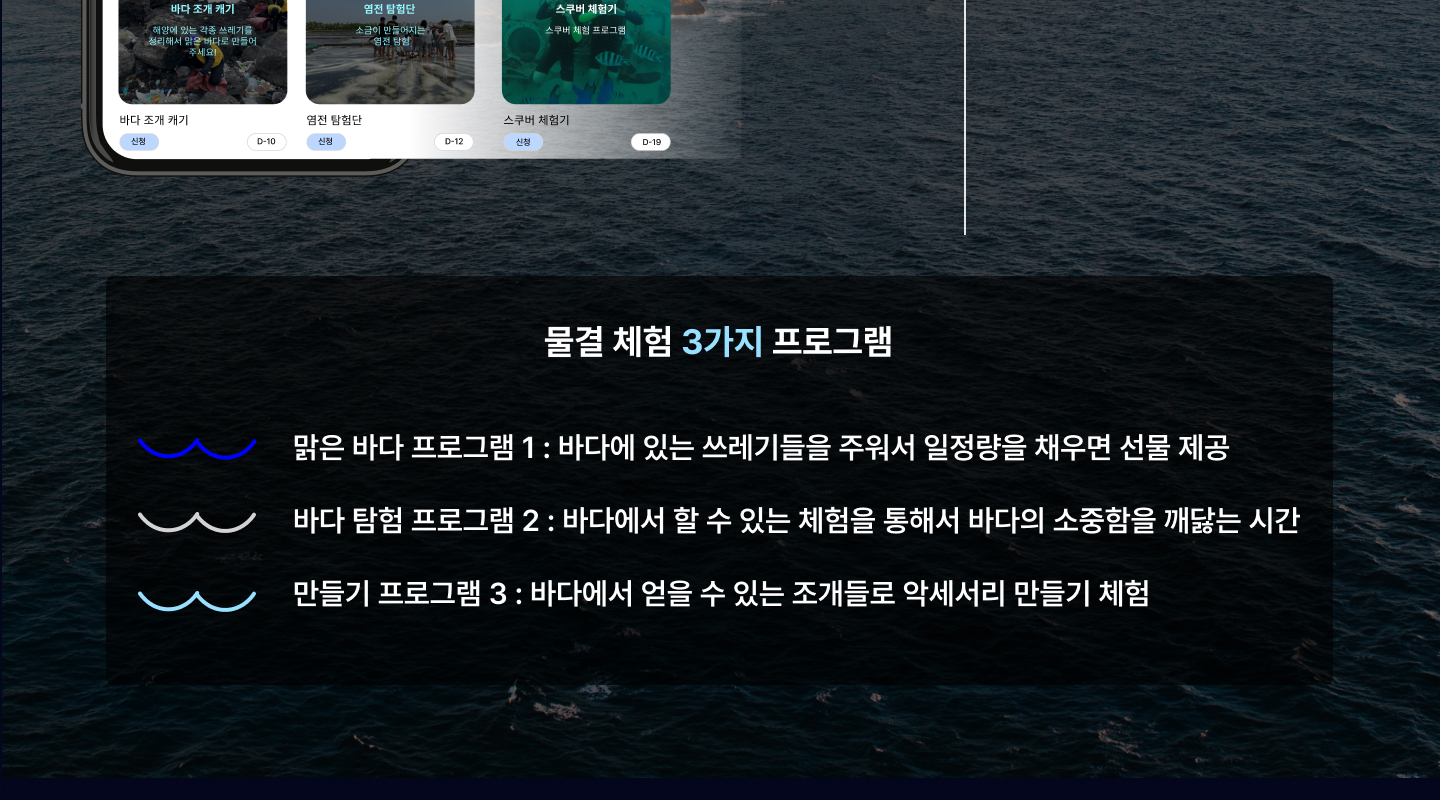 바다 조개 캐기
해양에 있는 각종 쓰레기를
정리해서 맑은 바다로 만들어
주세요!
염전 탐험단
소금이 만들어지는
염전 탐험
스쿠버 체험기
스쿠버 체험 프로그램
바다 조개 캐기
신청 D-10
염전 탐험단
신청 D-12
스쿠버 체험기
신청 D-19
물결 체험 3가지 프로그램
맑은 바다 프로그램 1 : 바다에 있는 쓰레기들을 주워서 일정량을 채우면 선물 제공
바다 탐험 프로그램 2 : 바다에서 할 수 있는 체험을 통해서 바다의 소중함을 깨닳는 시간
만들기 프로그램 3 : 바다에서 얻을 수 있는 조개들로 악세서리 만들기 체험